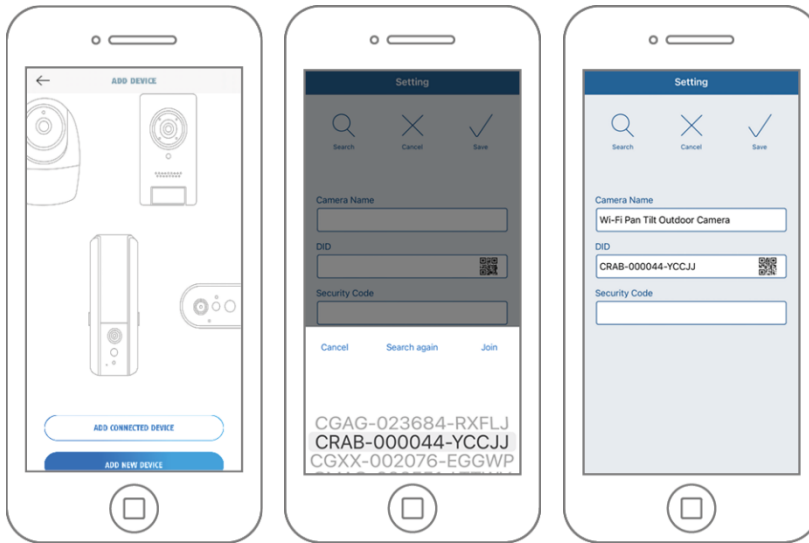 ADD DEVICE
ADD CONNECTED DEVICE
ADD NEW DEVICE
Setting
Search
Cancel
Save
Camera Name
DID
Security Code
Cancel
Search again
Join
CGAG-023684-RXFLJ
CRAB-000044-YCCJJ
CGXX-002076-EGGWP
Setting
Search
Cancel
Save
Camera Name
Wi-Fi Pan Tilt Outdoor Camera
DID
CRAB-000044-YCCJJ
Security Code